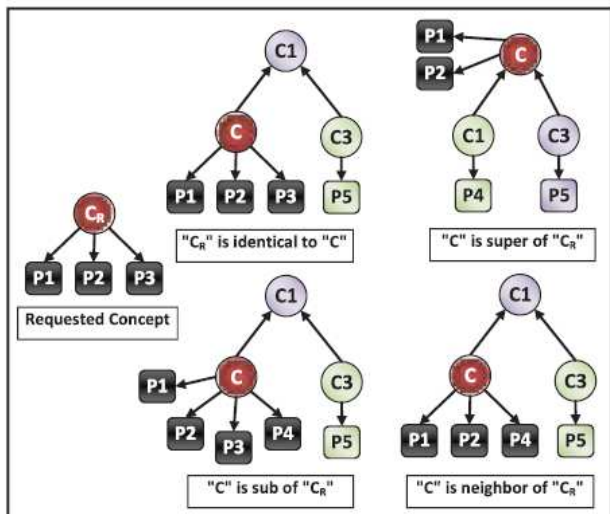 C1
C
C3
P1 P2 P3 P5
"CR" is identical to "C"
P1
P2
C
C1
C3
P4
P5
"C" is super of "CR"
CR
P1 P2 P3
Requested Concept
C1
P1
C
C3
P2
P3
P4
P5
"C" is sub of "CR"
C1
C
C3
P1 P2 P4 P5
"C" is neighbor of "CR"